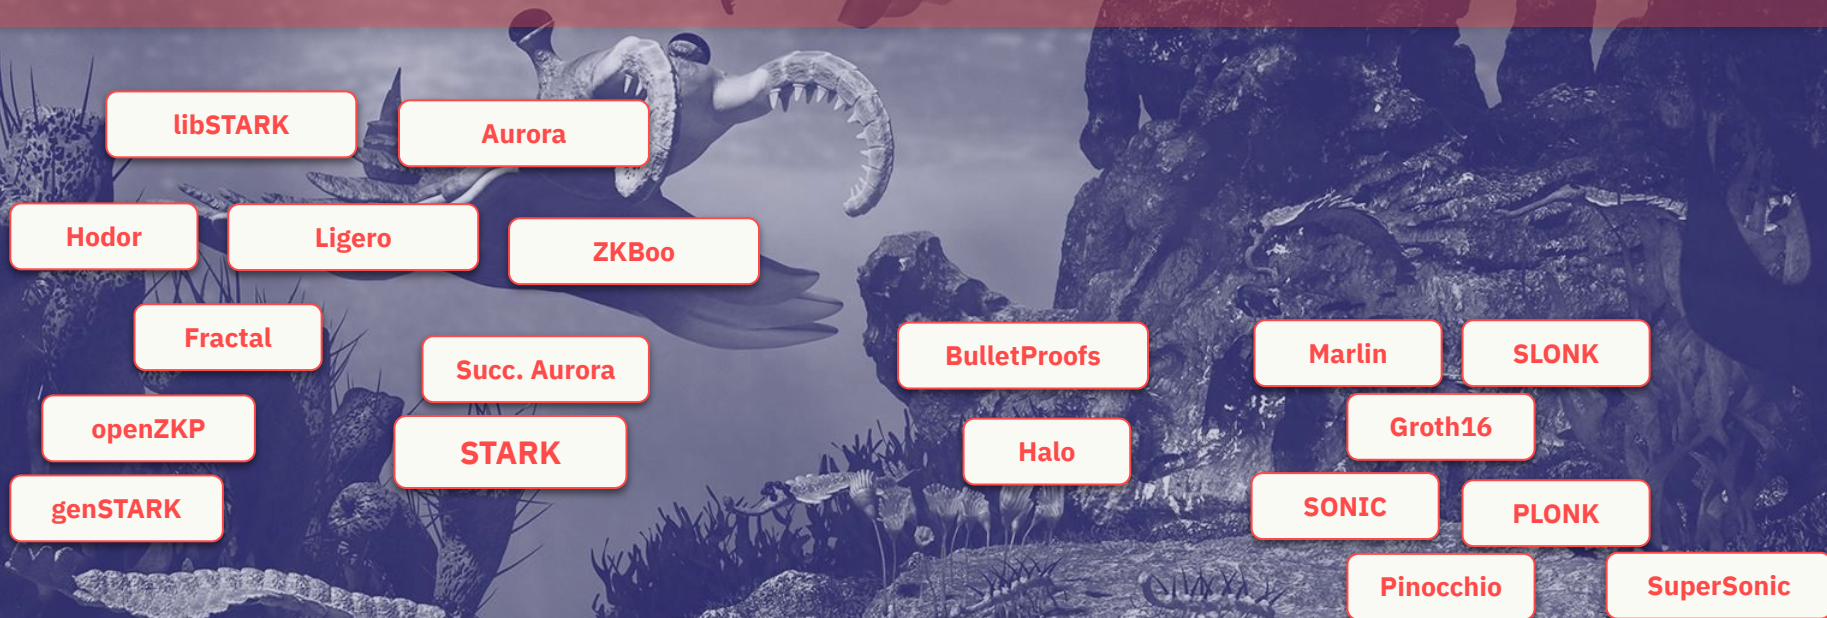 libSTARK
Aurora
Hodor
Ligero
ZKBoo
Fractal
Succ. Aurora
openZKP
STARK
genSTARK
BulletProofs
Halo
Marlin
SLONK
Groth16
SONIC
PLONK
Pinocchio
SuperSonic